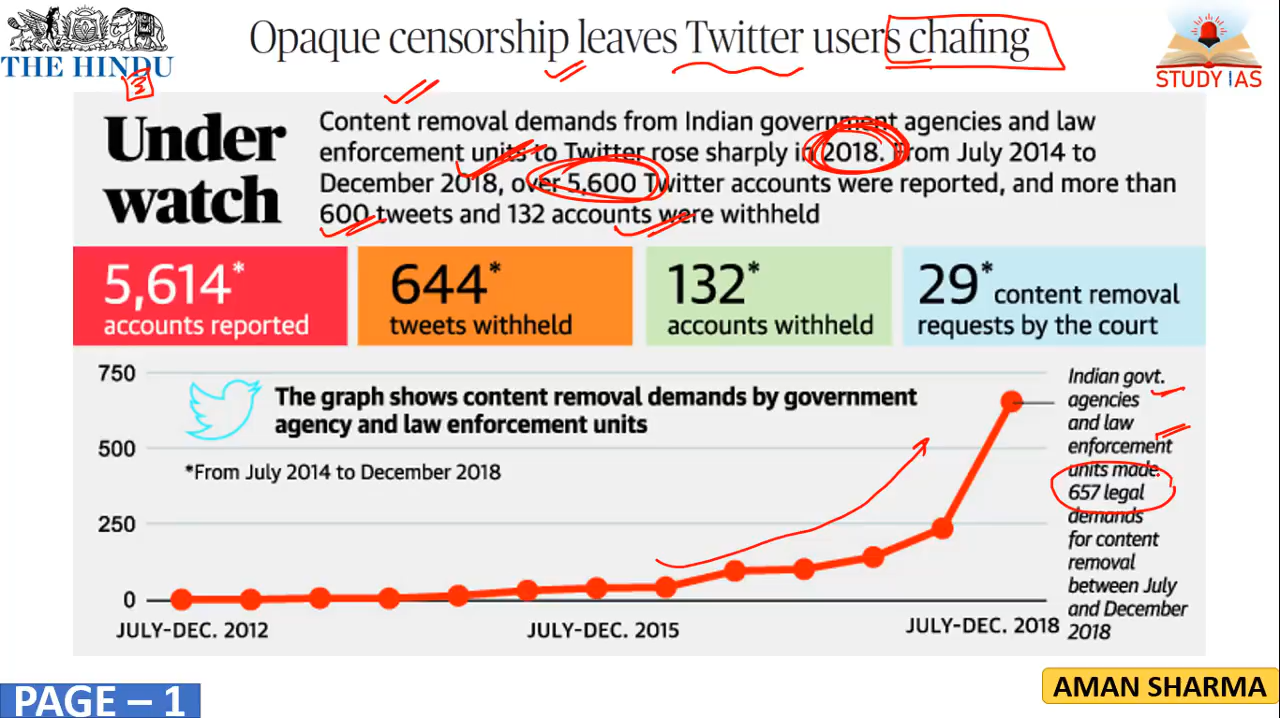 Opaque censorship leaves Twitter users chafing
THE HINDU
3
STUDY IAS
Under
watch
Content removal demands from Indian government agencies and law
enforcement units to Twitter rose sharply in 2018. From July 2014 to
December 2018, over 5,600 Twitter accounts were reported, and more than
600 tweets and 132 accounts were withheld
5,614*
accounts reported
644*
tweets withheld
132*
accounts withheld
29* content removal
requests by the court
750
500
250
0
The graph shows content removal demands by government
agency and law enforcement units
*From July 2014 to December 2018
Indian govt.
agencies
and law
enforcement
units made
657 legal
demands
for content
removal
between July
and December
2018
JULY-DEC. 2012
JULY-DEC. 2015
JULY-DEC. 2018
PAGE – 1
AMAN SHARMA